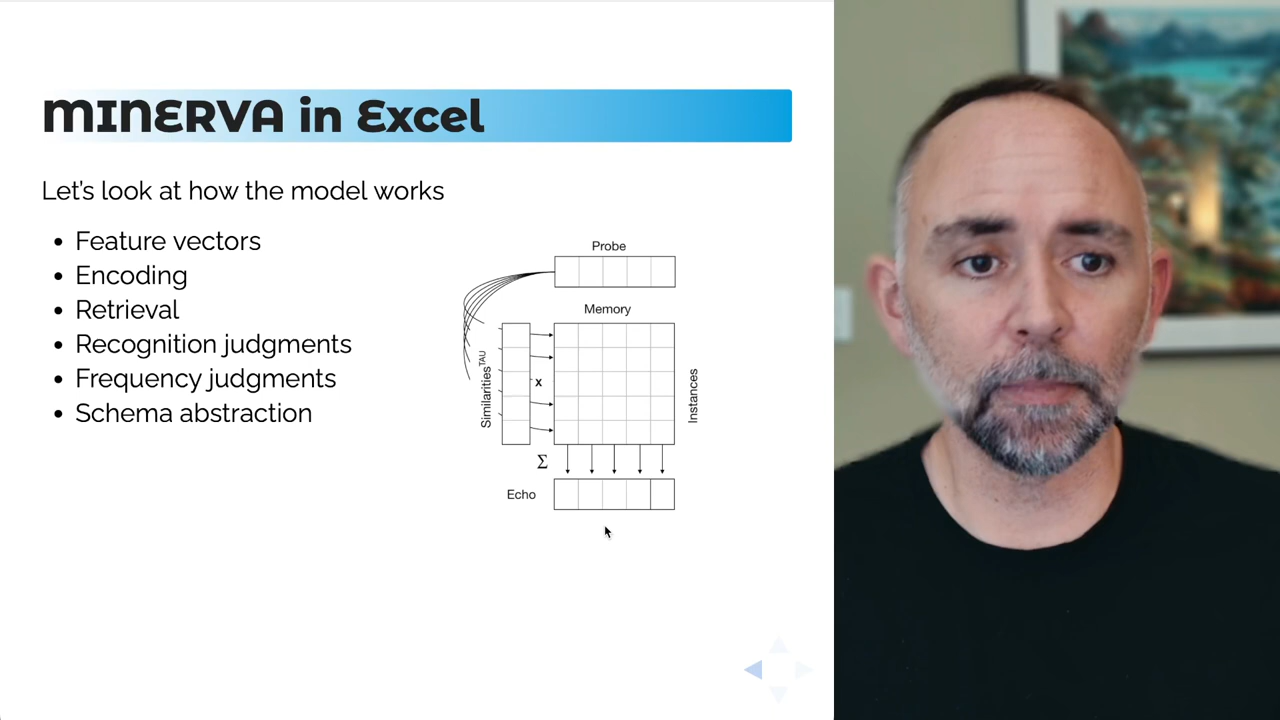 MINERVA in Excel
Let's look at how the model works
• Feature vectors
• Encoding
• Retrieval
• Recognition judgments
• Frequency judgments
• Schema abstraction
Probe
Memory
Similarities^TAU
x
Instances
Σ
Echo